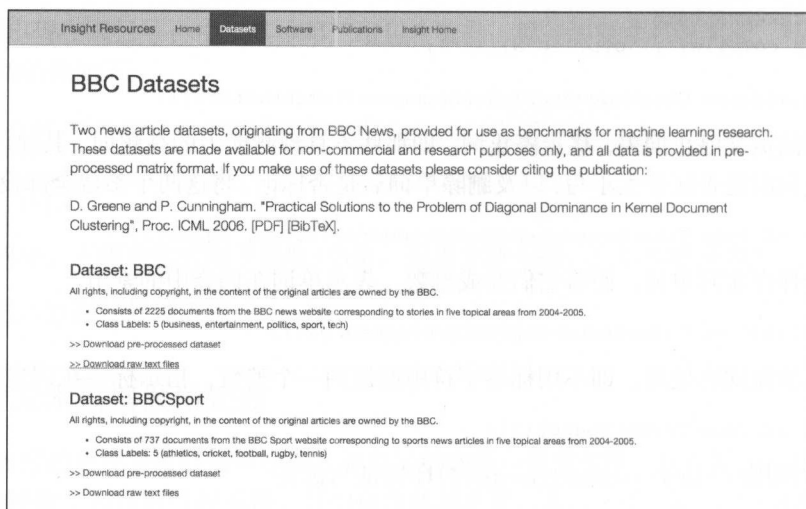 Insight Resources Home Datasets Software Publications Insight Home
BBC Datasets
Two news article datasets, originating from BBC News, provided for use as benchmarks for machine learning research.
These datasets are made available for non-commercial and research purposes only, and all data is provided in pre-
processed matrix format. If you make use of these datasets please consider citing the publication:
D. Greene and P. Cunningham. "Practical Solutions to the Problem of Diagonal Dominance in Kernel Document
Clustering", Proc. ICML 2006. [PDF] [BibTeX].
Dataset: BBC
All rights, including copyright, in the content of the original articles are owned by the BBC.
• Consists of 2225 documents from the BBC news website corresponding to stories in five topical areas from 2004-2005.
• Class Labels: 5 (business, entertainment, politics, sport, tech)
>> Download pre-processed dataset
>> Download raw text files
Dataset: BBCSport
All rights, including copyright, in the content of the original articles are owned by the BBC.
• Consists of 737 documents from the BBC Sport website corresponding to sports news articles in five topical areas from 2004-2005.
• Class Labels: 5 (athletics, cricket, football, rugby, tennis)
>> Download pre-processed dataset
>> Download raw text files